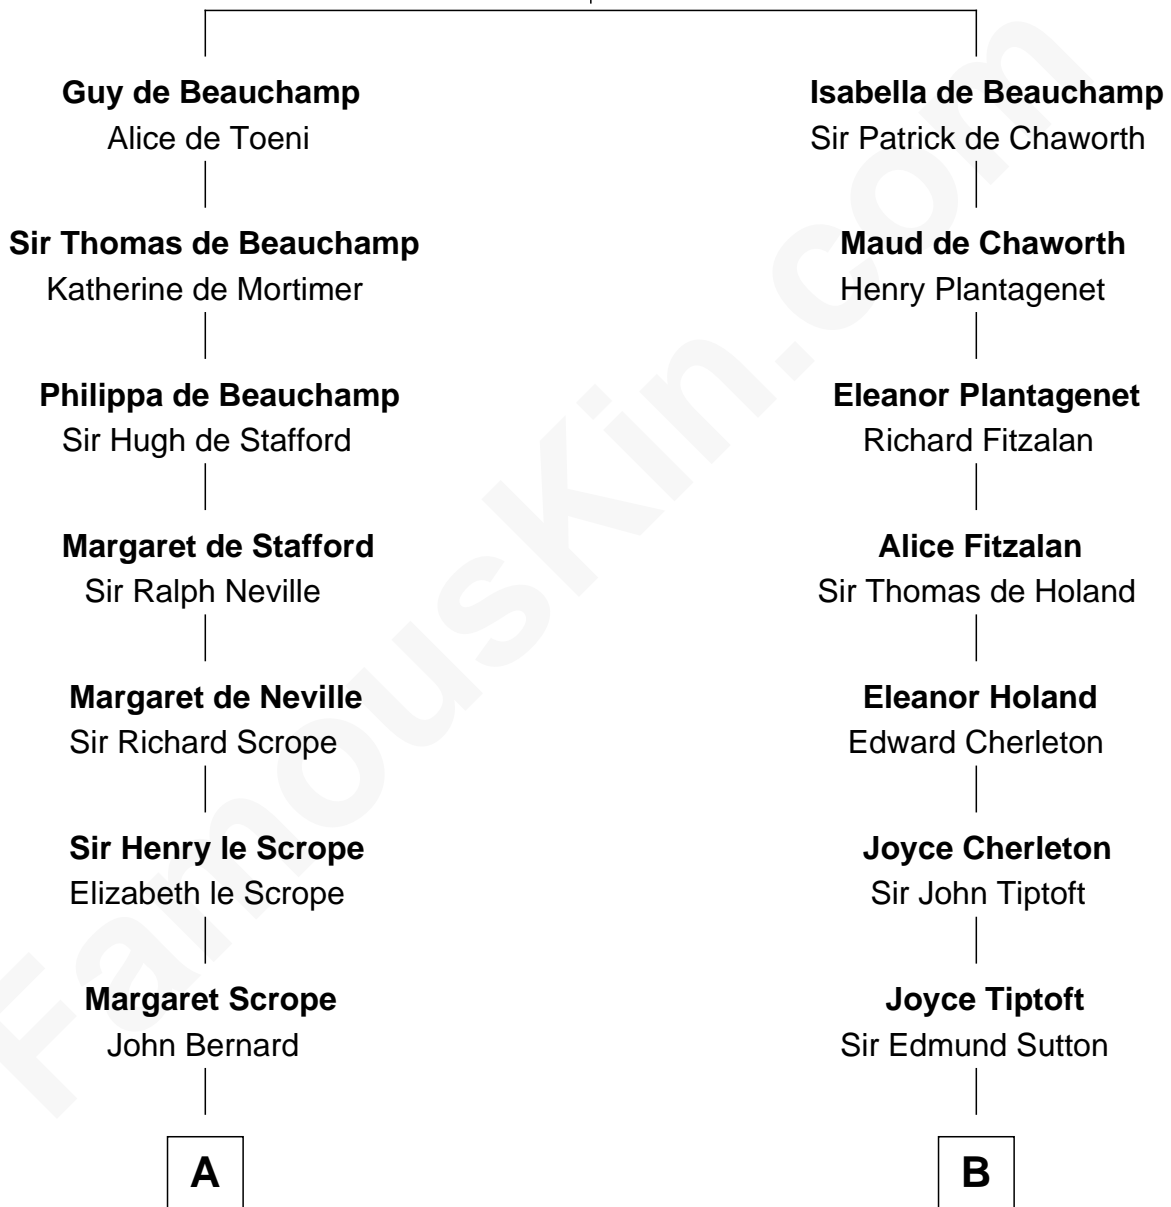 Guy de Beauchamp
Alice de Toeni
Sir Thomas de Beauchamp
Katherine de Mortimer
Philippa de Beauchamp
Sir Hugh de Stafford
Margaret de Stafford
Sir Ralph Neville
Margaret de Neville
Sir Richard Scrope
Sir Henry le Scrope
Elizabeth le Scrope
Margaret Scrope
John Bernard
A
Isabella de Beauchamp
Sir Patrick de Chaworth
Maud de Chaworth
Henry Plantagenet
Eleanor Plantagenet
Richard Fitzalan
Alice Fitzalan
Sir Thomas de Holand
Eleanor Holand
Edward Cherleton
Joyce Cherleton
Sir John Tiptoft
Joyce Tiptoft
Sir Edmund Sutton
B
FamousKin.com